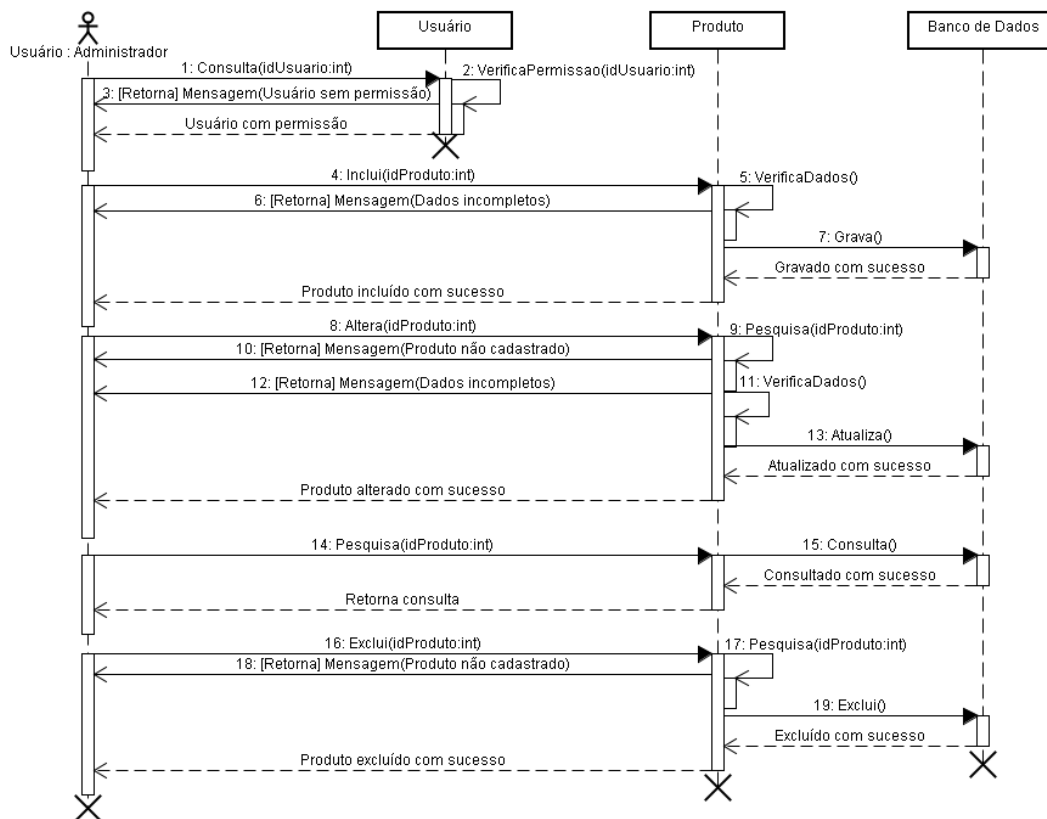 Usuário
Produto
Banco de Dados
Usuário : Administrador
1: Consulta(idUsuario:int)
2: VerificaPermissao(idUsuario:int)
3: [Retorna] Mensagem(Usuário sem permissão)
Usuário com permissão
4: Inclui(idProduto:int)
5: VerificaDados()
6: [Retorna] Mensagem(Dados incompletos)
7: Grava()
Gravado com sucesso
Produto incluído com sucesso
8: Altera(idProduto:int)
9: Pesquisa(idProduto:int)
10: [Retorna] Mensagem(Produto não cadastrado)
11: VerificaDados()
12: [Retorna] Mensagem(Dados incompletos)
13: Atualiza()
Atualizado com sucesso
Produto alterado com sucesso
14: Pesquisa(idProduto:int)
15: Consulta()
Consultado com sucesso
Retorna consulta
16: Exclui(idProduto:int)
17: Pesquisa(idProduto:int)
18: [Retorna] Mensagem(Produto não cadastrado)
19: Exclui()
Excluído com sucesso
Produto excluído com sucesso